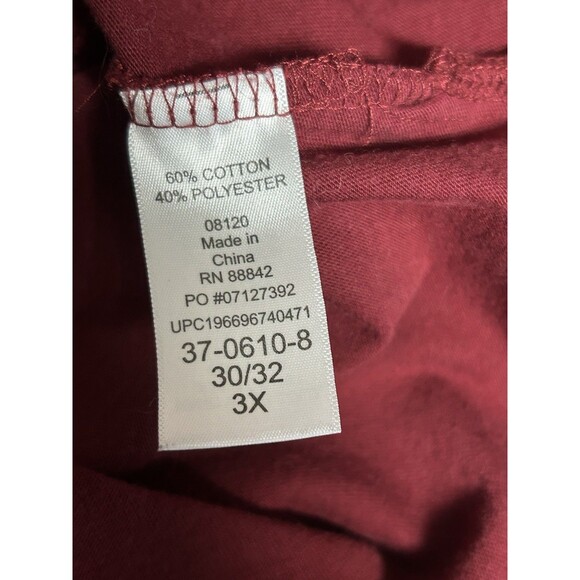 60% COTTON
40% POLYESTER
08120
Made in
China
RN 88842
PO #07127392
UPC196696740471
37-0610-8
30/32
3X